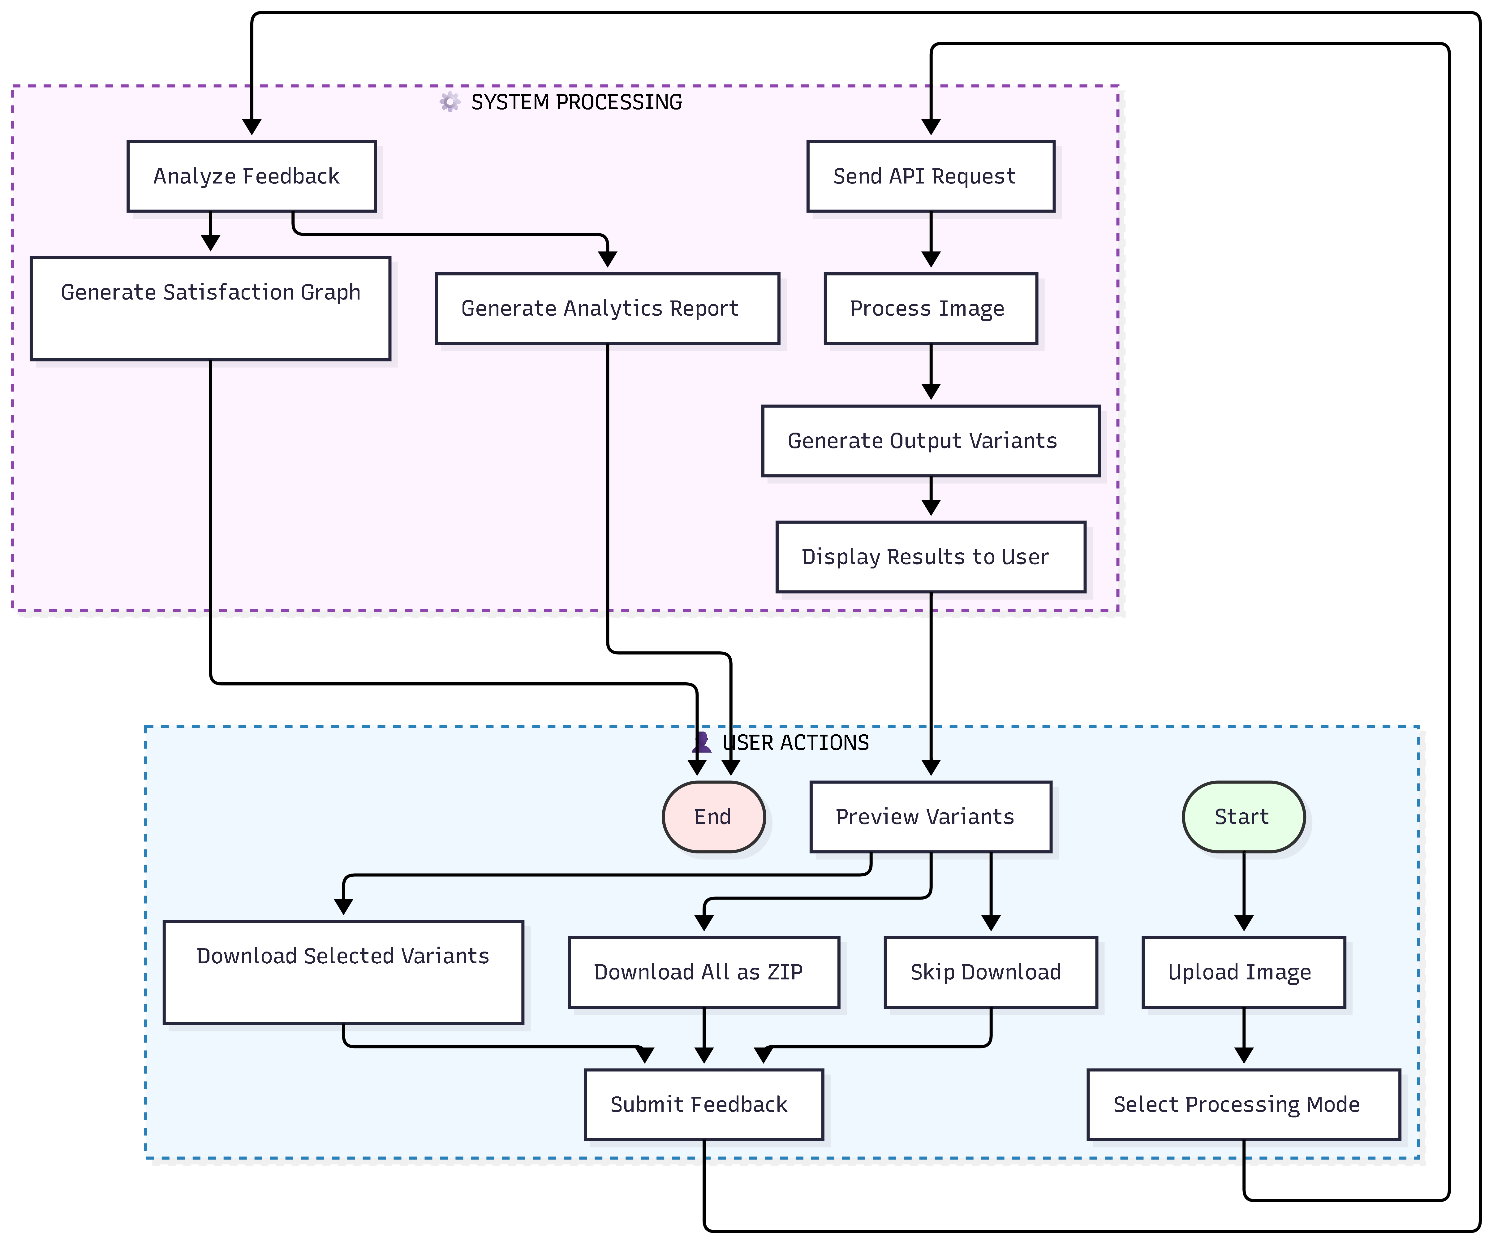 SYSTEM PROCESSING
Analyze Feedback
Send API Request
Generate Satisfaction Graph
Generate Analytics Report
Process Image
Generate Output Variants
Display Results to User
USER ACTIONS
End
Preview Variants
Start
Download Selected Variants
Download All as ZIP
Skip Download
Upload Image
Submit Feedback
Select Processing Mode